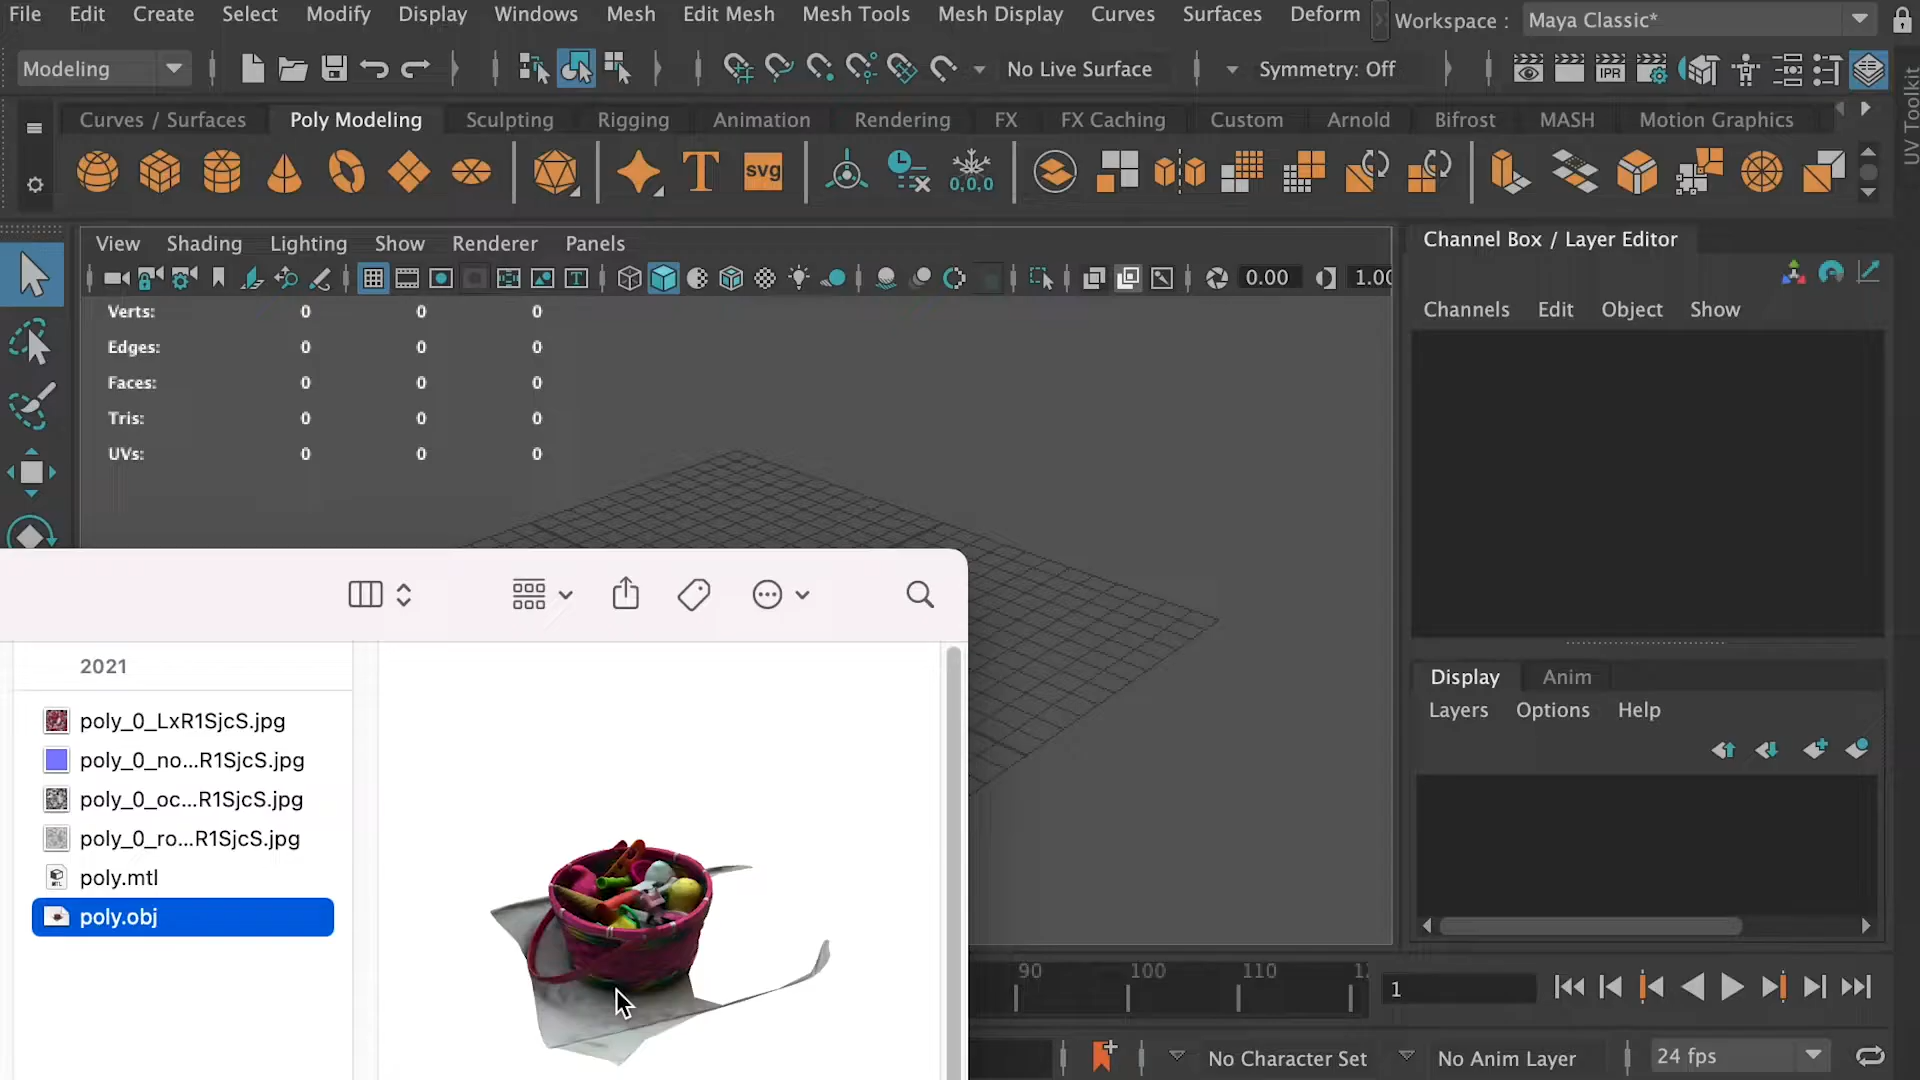 File Edit Create Select Modify Display Windows Mesh Edit Mesh Mesh Tools Mesh Display Curves Surfaces Deform Workspace : Maya Classic*
Modeling No Live Surface Symmetry: Off IPR
UV Toolkit
Curves / Surfaces Poly Modeling Sculpting Rigging Animation Rendering FX FX Caching Custom Arnold Bifrost MASH Motion Graphics
T svg 0,0,0
View Shading Lighting Show Renderer Panels
0.00 1.00
Verts: 0 0 0
Edges: 0 0 0
Faces: 0 0 0
Tris: 0 0 0
UVs: 0 0 0
Channel Box / Layer Editor
Channels Edit Object Show
Display Anim
Layers Options Help
2021
poly_0_LxR1SjcS.jpg
poly_0_no...R1SjcS.jpg
poly_0_oc...R1SjcS.jpg
poly_0_ro...R1SjcS.jpg
poly.mtl
poly.obj
90 100 110
1
No Character Set No Anim Layer 24 fps